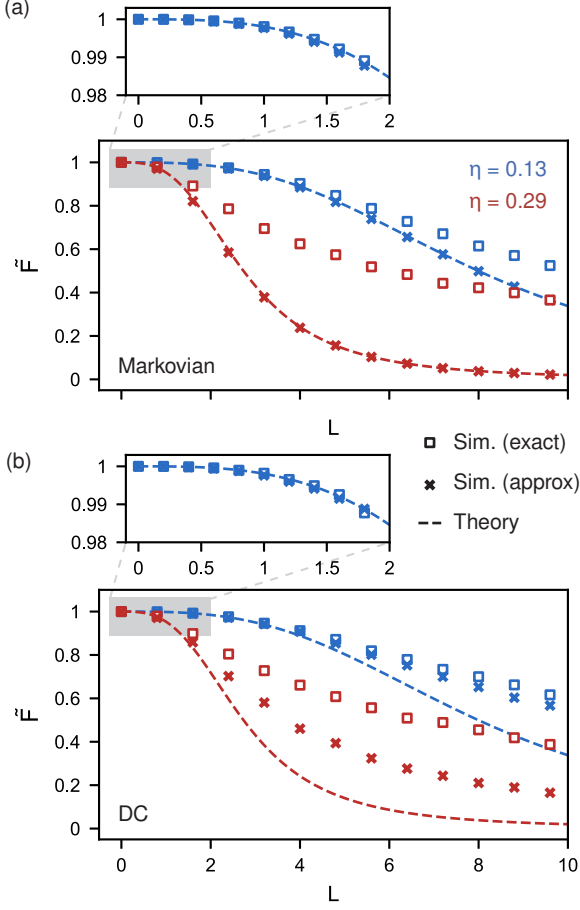 (a)
1
0.99
0.98
0 0.5 1 1.5 2
1
0.8
0.6
0.4
0.2
0
F̃
η = 0.13
η = 0.29
Markovian
L
Sim. (exact)
Sim. (approx)
Theory
(b)
1
0.99
0.98
0 0.5 1 1.5 2
1
0.8
0.6
0.4
0.2
0
F̃
DC
0 2 4 6 8 10
L